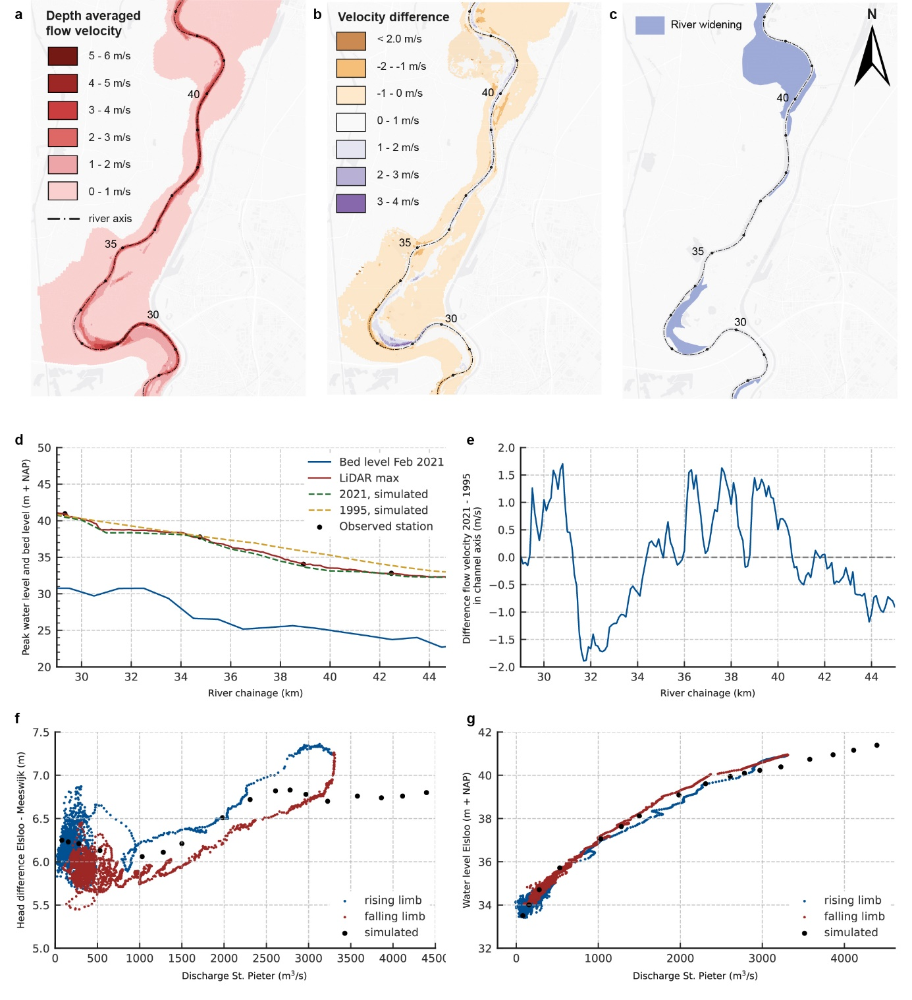 a
Depth averaged
flow velocity
5 - 6 m/s
4 - 5 m/s
3 - 4 m/s
2 - 3 m/s
1 - 2 m/s
0 - 1 m/s
river axis
40
35
30
b
Velocity difference
< 2.0 m/s
-2 - -1 m/s
-1 - 0 m/s
0 - 1 m/s
1 - 2 m/s
2 - 3 m/s
3 - 4 m/s
40
35
30
c
River widening
N
40
35
30
d
Peak water level and bed level (m + NAP)
50
45
40
35
30
25
20
Bed level Feb 2021
LiDAR max
2021, simulated
1995, simulated
Observed station
30 32 34 36 38 40 42 44
River chainage (km)
e
Difference flow velocity 2021 - 1995
in channel axis (m/s)
2.0
1.5
1.0
0.5
0.0
−0.5
−1.0
−1.5
−2.0
30 32 34 36 38 40 42 44
River chainage (km)
f
Head difference Elsloo - Meeswijk (m)
7.5
7.0
6.5
6.0
5.5
5.0
rising limb
falling limb
simulated
0 500 1000 1500 2000 2500 3000 3500 4000 4500
Discharge St. Pieter (m³/s)
g
Water level Elsloo (m + NAP)
42
40
38
36
34
32
rising limb
falling limb
simulated
0 1000 2000 3000 4000
Discharge St. Pieter (m³/s)